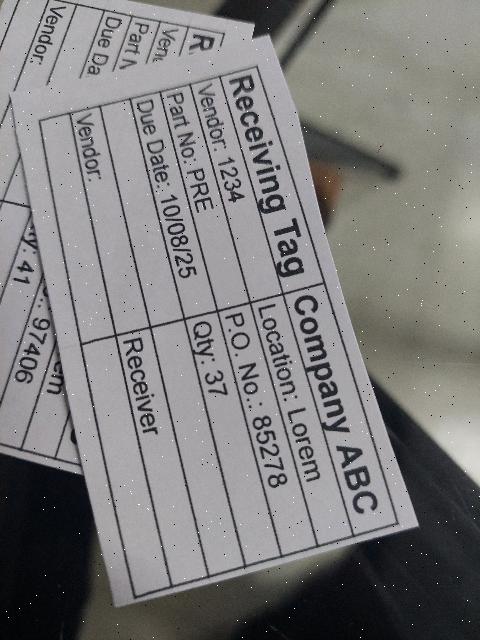 Receiving Tag Company ABC
Vendor: 1234 Location: Lorem
Part No: PRE P.O. No.: 85278
Due Date: 10/08/25 Qty: 37
Vendor: Receiver
R
Ven
Part N
Due Da
Vendor:
97406
y: 41